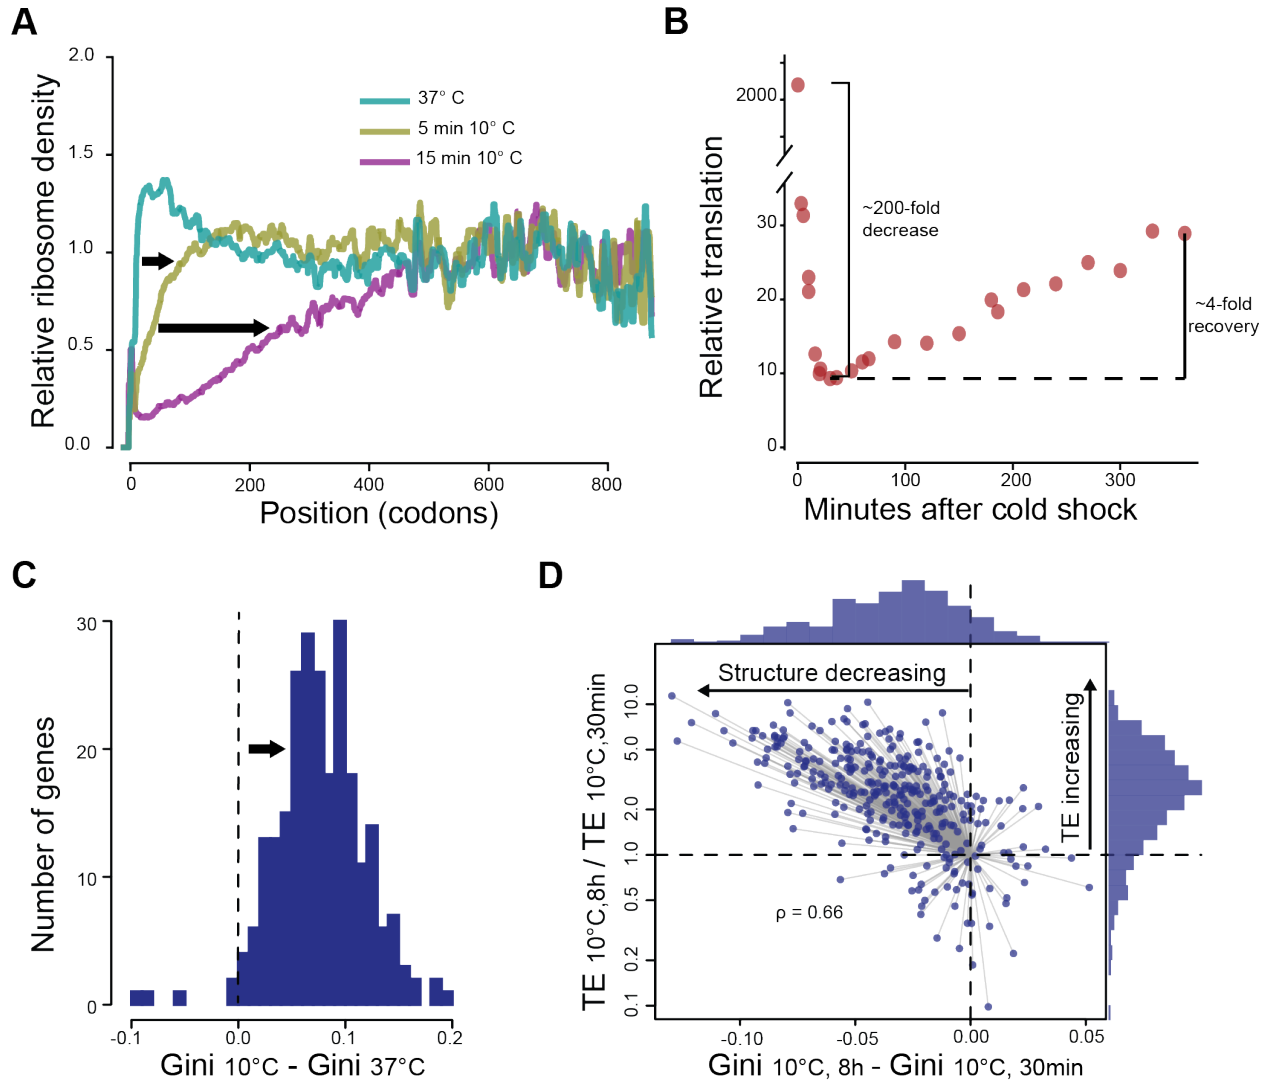 A
Relative ribosome density
2.0
1.5
1.0
0.5
0.0
37° C
5 min 10° C
15 min 10° C
0
200
400
600
800
Position (codons)
B
Relative translation
2000
30
20
10
0
~200-fold
decrease
~4-fold
recovery
0
100
200
300
Minutes after cold shock
C
Number of genes
30
20
10
0
-0.1
0.0
0.1
0.2
Gini 10°C - Gini 37°C
D
TE 10°C,8h / TE 10°C,30min
10.0
5.0
2.0
1.0
0.5
0.2
0.1
Structure decreasing
TE increasing
ρ = 0.66
-0.10
-0.05
0.00
0.05
Gini 10°C, 8h - Gini 10°C, 30min